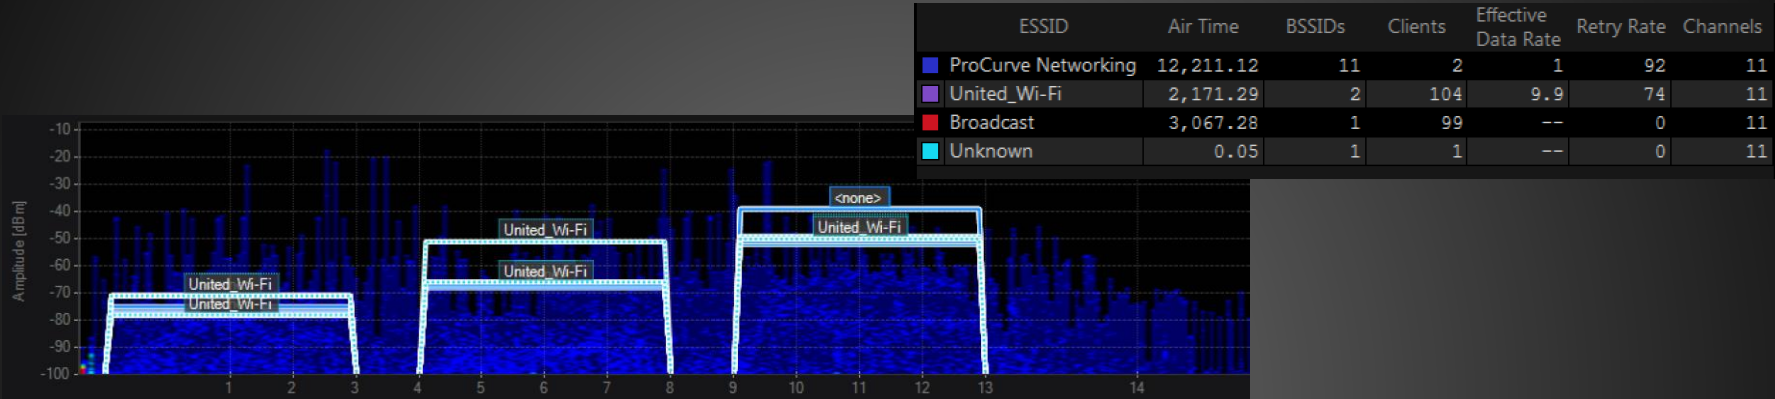 ESSID Air Time BSSIDs Clients Effective Data Rate Retry Rate Channels
ProCurve Networking 12,211.12 11 2 1 92 11
United_Wi-Fi 2,171.29 2 104 9.9 74 11
Broadcast 3,067.28 1 99 -- 0 11
Unknown 0.05 1 1 -- 0 11
Amplitude [dBm]
-10
-20
-30
-40
-50
-60
-70
-80
-90
-100
<none>
United_Wi-Fi
United_Wi-Fi
United_Wi-Fi
United_Wi-Fi
United_Wi-Fi
1 2 3 4 5 6 7 8 9 10 11 12 13 14